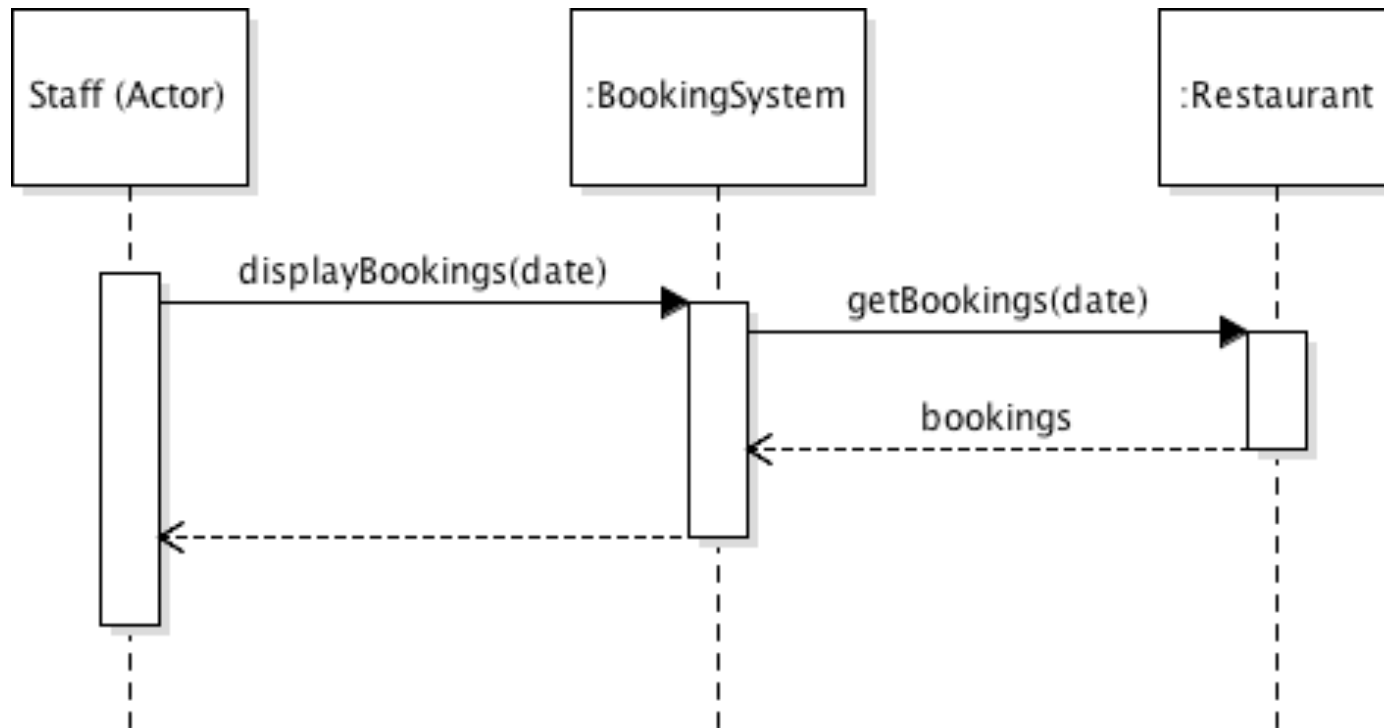 Staff (Actor)
:BookingSystem
:Restaurant
displayBookings(date)
getBookings(date)
bookings